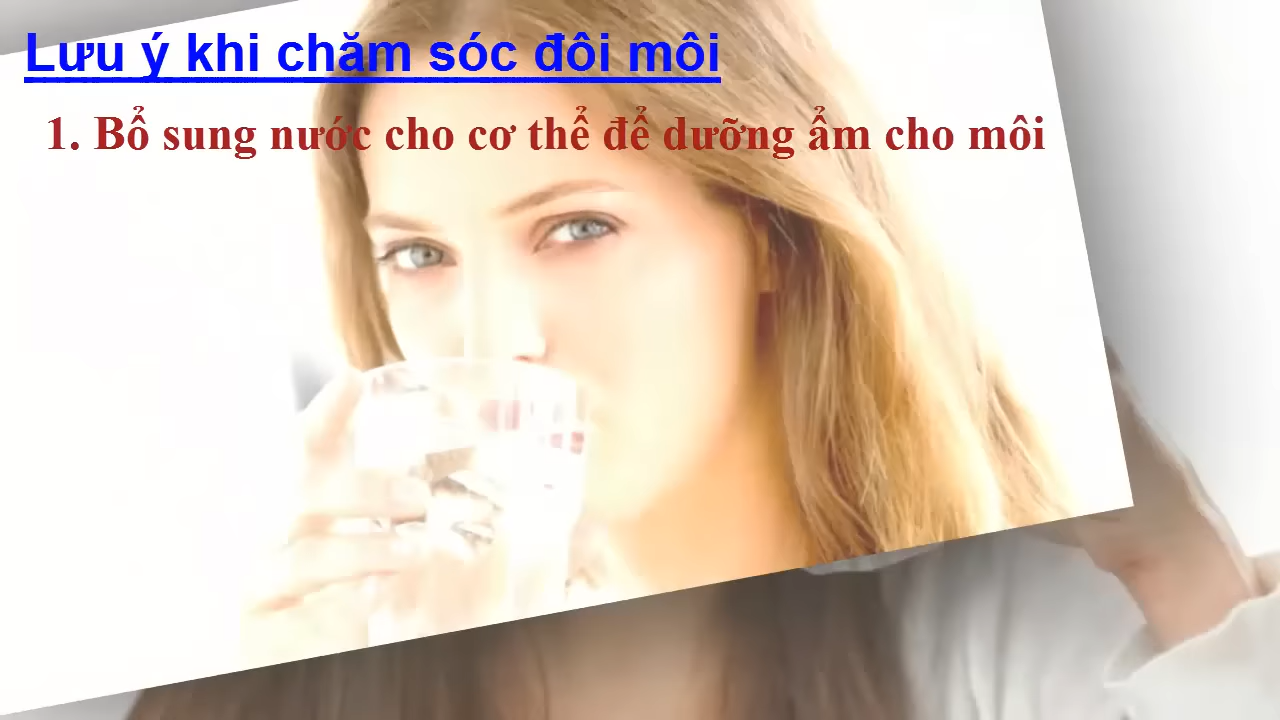 Lưu ý khi chăm sóc đôi môi
1. Bổ sung nước cho cơ thể để dưỡng ẩm cho môi